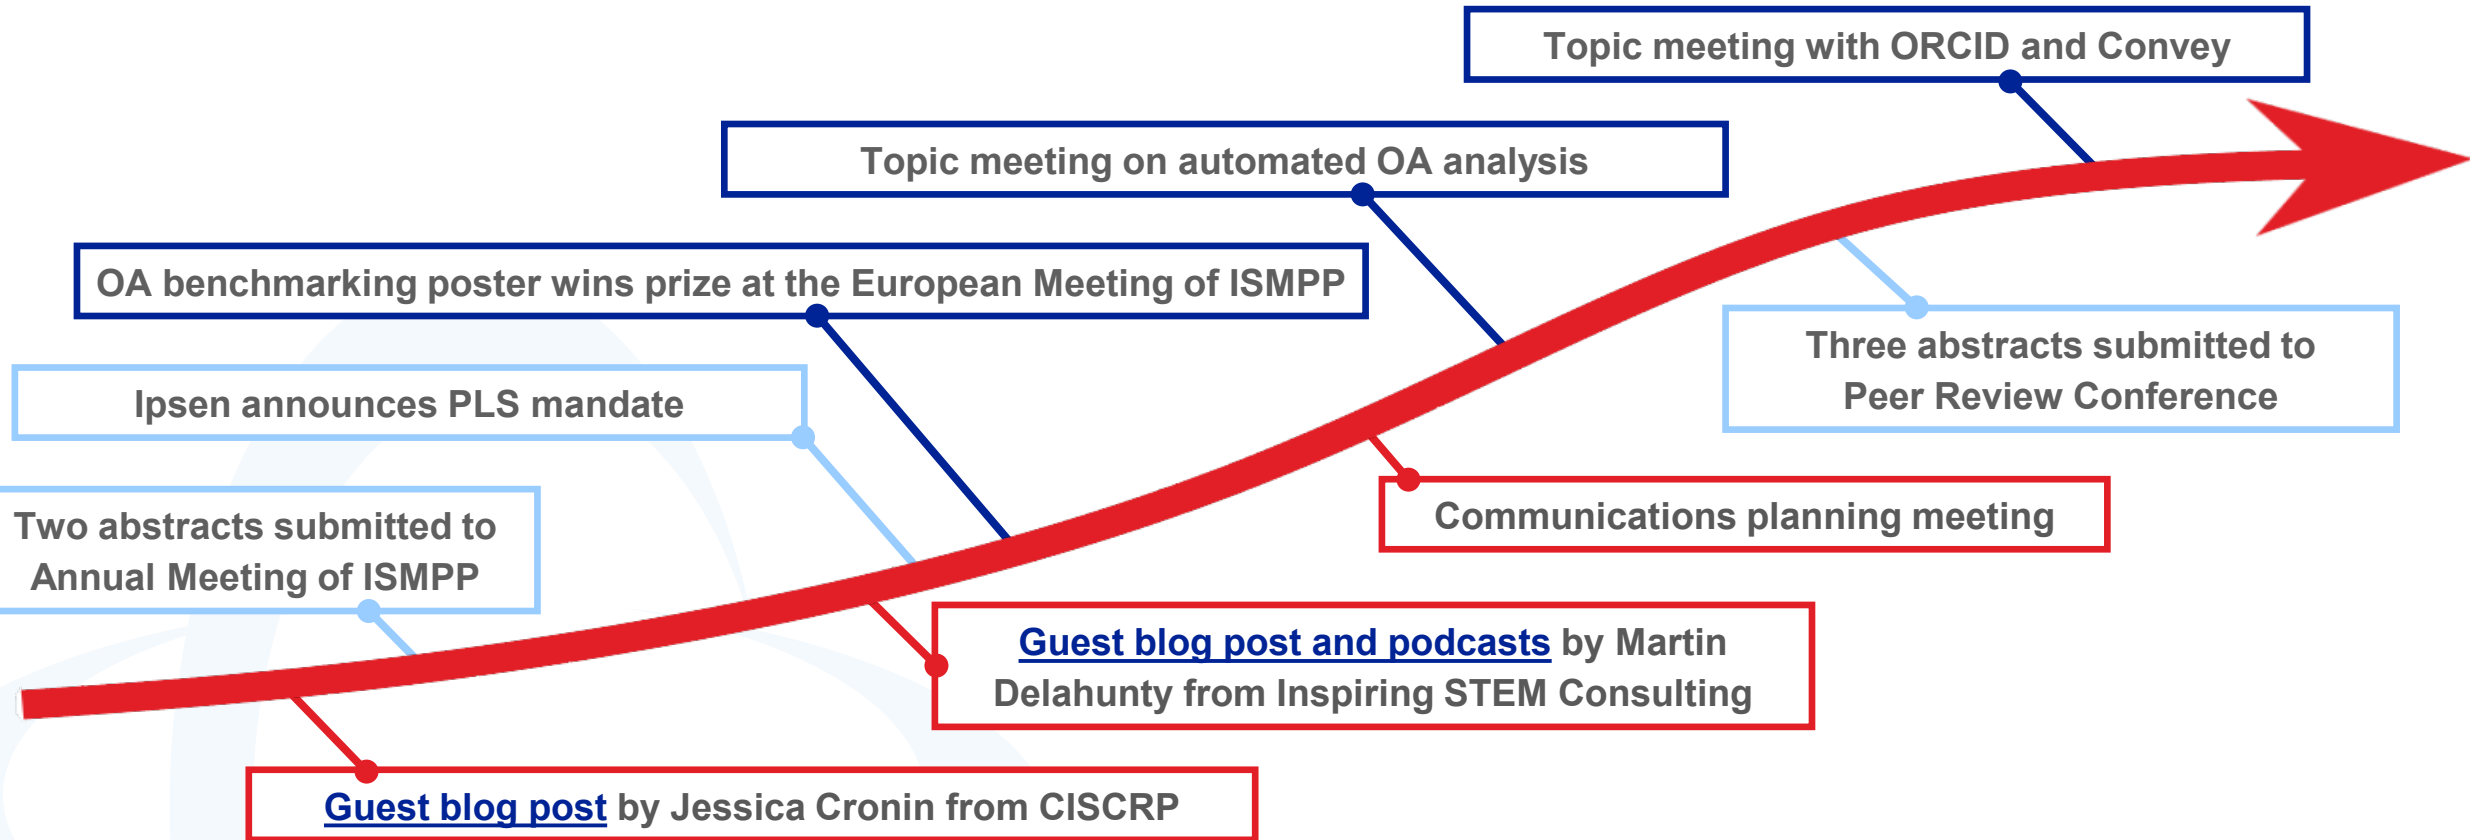 Topic meeting with ORCID and Convey
Topic meeting on automated OA analysis
OA benchmarking poster wins prize at the European Meeting of ISMPP
Three abstracts submitted to
Peer Review Conference
Ipsen announces PLS mandate
Two abstracts submitted to
Annual Meeting of ISMPP
Communications planning meeting
Guest blog post and podcasts by Martin
Delahunty from Inspiring STEM Consulting
Guest blog post by Jessica Cronin from CISCRP